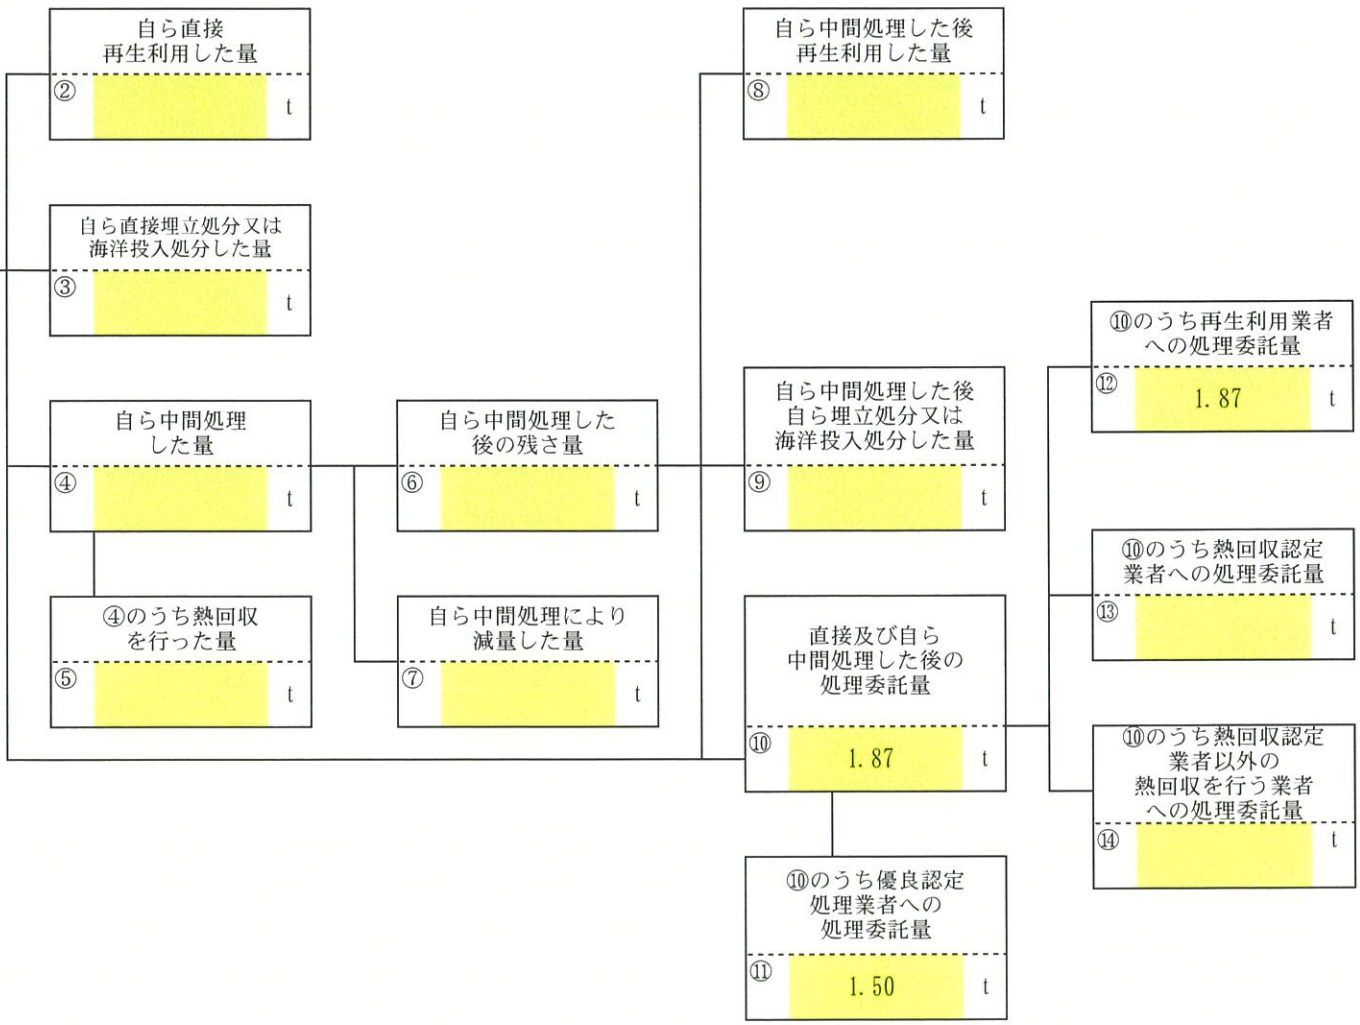 自ら直接
再生利用した量
②
t
自ら中間処理した後
再生利用した量
⑧
t
自ら直接埋立処分又は
海洋投入処分した量
③
t
⑩のうち再生利用業者
への処理委託量
⑫
1.87
t
自ら中間処理
した量
④
t
自ら中間処理した
後の残さ量
⑥
t
自ら中間処理した後
自ら埋立処分又は
海洋投入処分した量
⑨
t
⑩のうち熱回収認定
業者への処理委託量
⑬
t
④のうち熱回収
を行った量
⑤
t
自ら中間処理により
減量した量
⑦
t
直接及び自ら
中間処理した後の
処理委託量
⑩
1.87
t
⑩のうち熱回収認定
業者以外の
熱回収を行う業者
への処理委託量
⑭
t
⑩のうち優良認定
処理業者への
処理委託量
⑪
1.50
t